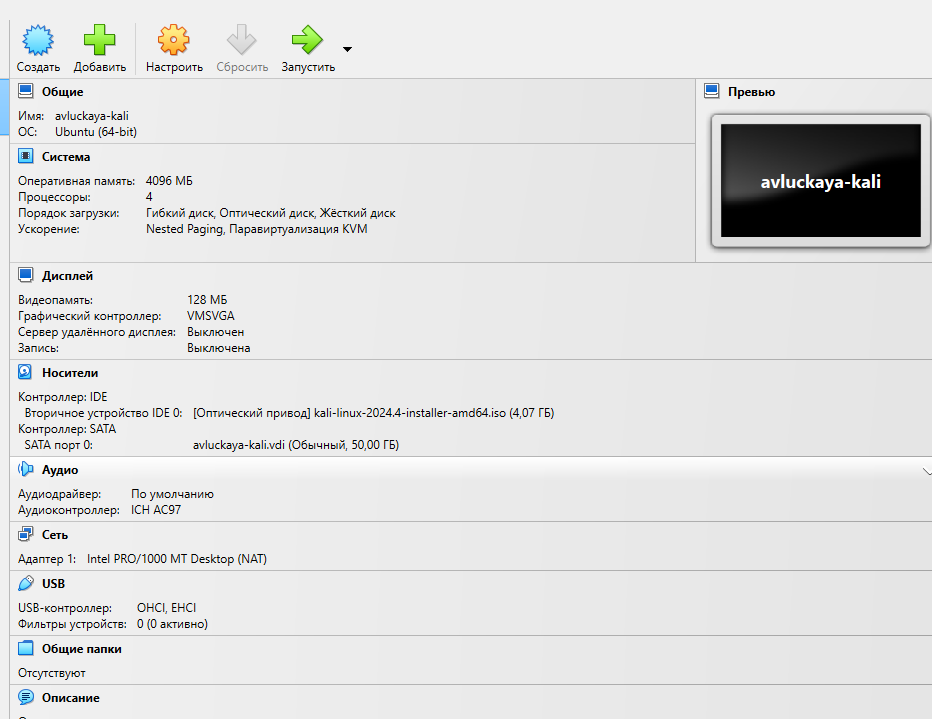 Создать Добавить Настроить Сбросить Запустить
Общие
Имя: avluckaya-kali
ОС: Ubuntu (64-bit)
Превью
avluckaya-kali
Система
Оперативная память: 4096 МБ
Процессоры: 4
Порядок загрузки: Гибкий диск, Оптический диск, Жёсткий диск
Ускорение: Nested Paging, Паравиртуализация KVM
Дисплей
Видеопамять: 128 МБ
Графический контроллер: VMSVGA
Сервер удалённого дисплея: Выключен
Запись: Выключена
Носители
Контроллер: IDE
Вторичное устройство IDE 0: [Оптический привод] kali-linux-2024.4-installer-amd64.iso (4,07 ГБ)
Контроллер: SATA
SATA порт 0: avluckaya-kali.vdi (Обычный, 50,00 ГБ)
Аудио
Аудиодрайвер: По умолчанию
Аудиоконтроллер: ICH AC97
Сеть
Адаптер 1: Intel PRO/1000 MT Desktop (NAT)
USB
USB-контроллер: OHCI, EHCI
Фильтры устройств: 0 (0 активно)
Общие папки
Отсутствуют
Описание